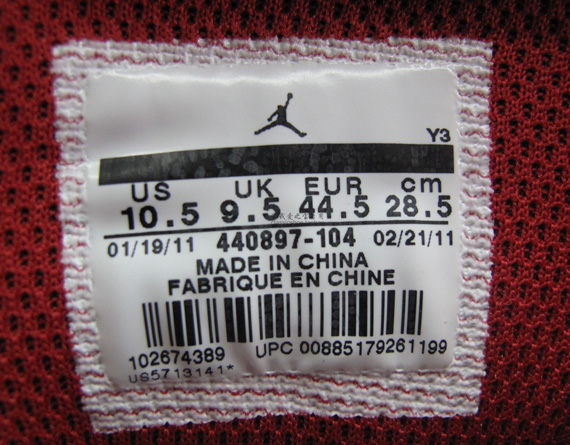 Y3
US UK EUR cm
10.5 9.5 44.5 28.5
01/19/11 440897-104 02/21/11
MADE IN CHINA
FABRIQUE EN CHINE
102674389 UPC 00885179261199
US5713141*